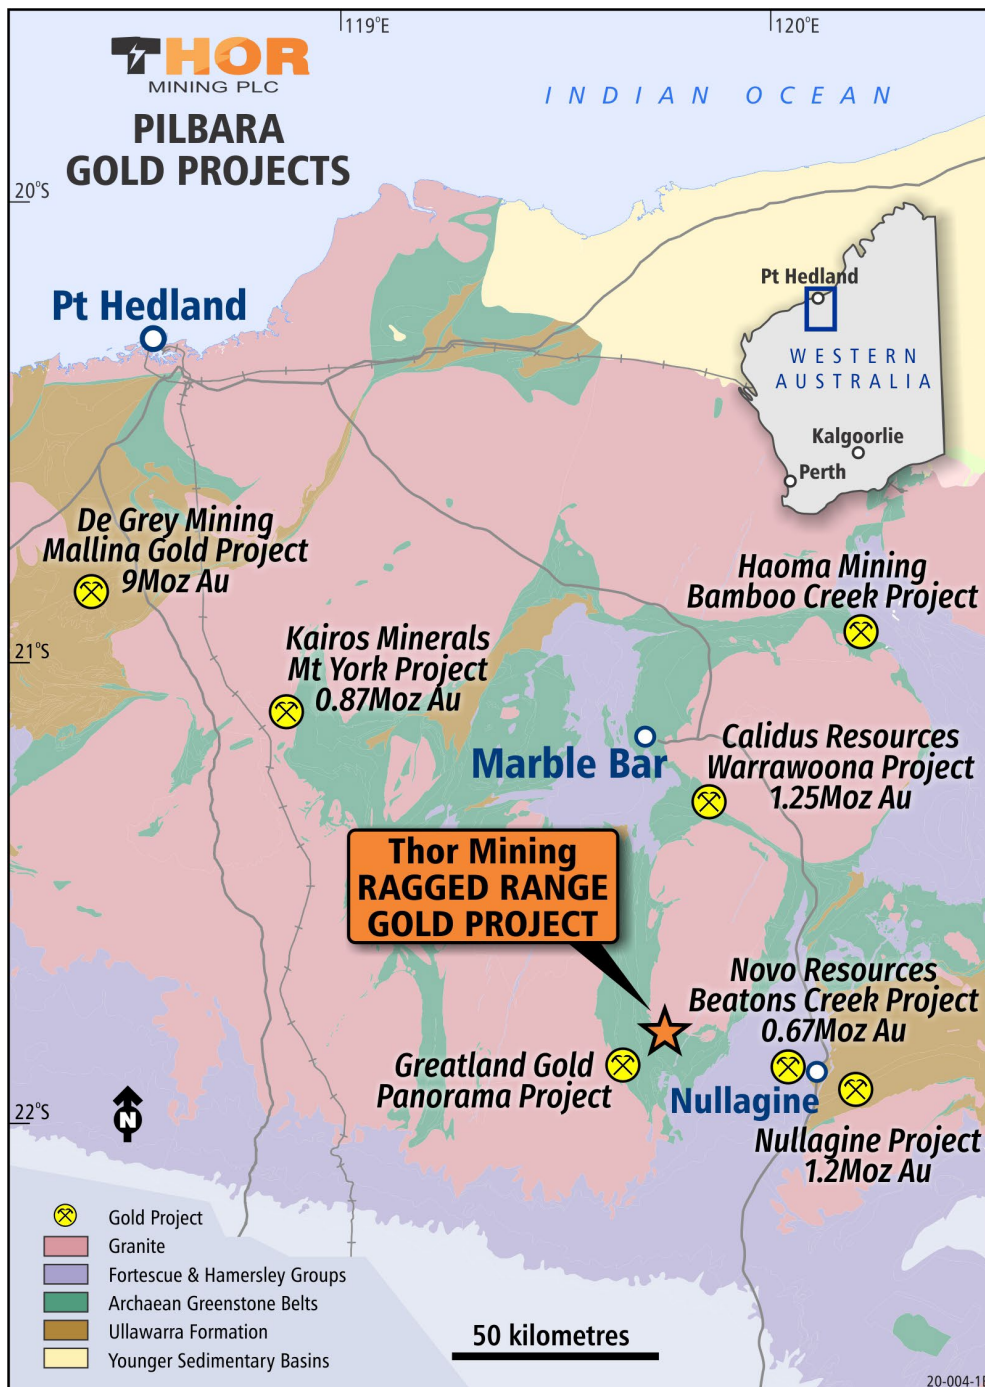 119°E
120°E
THOR
MINING PLC
PILBARA
GOLD PROJECTS
INDIAN OCEAN
20°S
Pt Hedland
Pt Hedland
WESTERN
AUSTRALIA
Kalgoorlie
Perth
De Grey Mining
Mallina Gold Project
9Moz Au
Haoma Mining
Bamboo Creek Project
21°S
Kairos Minerals
Mt York Project
0.87Moz Au
Marble Bar
Calidus Resources
Warrawoona Project
1.25Moz Au
Thor Mining
RAGGED RANGE
GOLD PROJECT
Novo Resources
Beatons Creek Project
0.67Moz Au
Greatland Gold
Panorama Project
Nullagine
22°S
N
Nullagine Project
1.2Moz Au
Gold Project
Granite
Fortescue & Hamersley Groups
Archaean Greenstone Belts
Ullawarra Formation
Younger Sedimentary Basins
50 kilometres